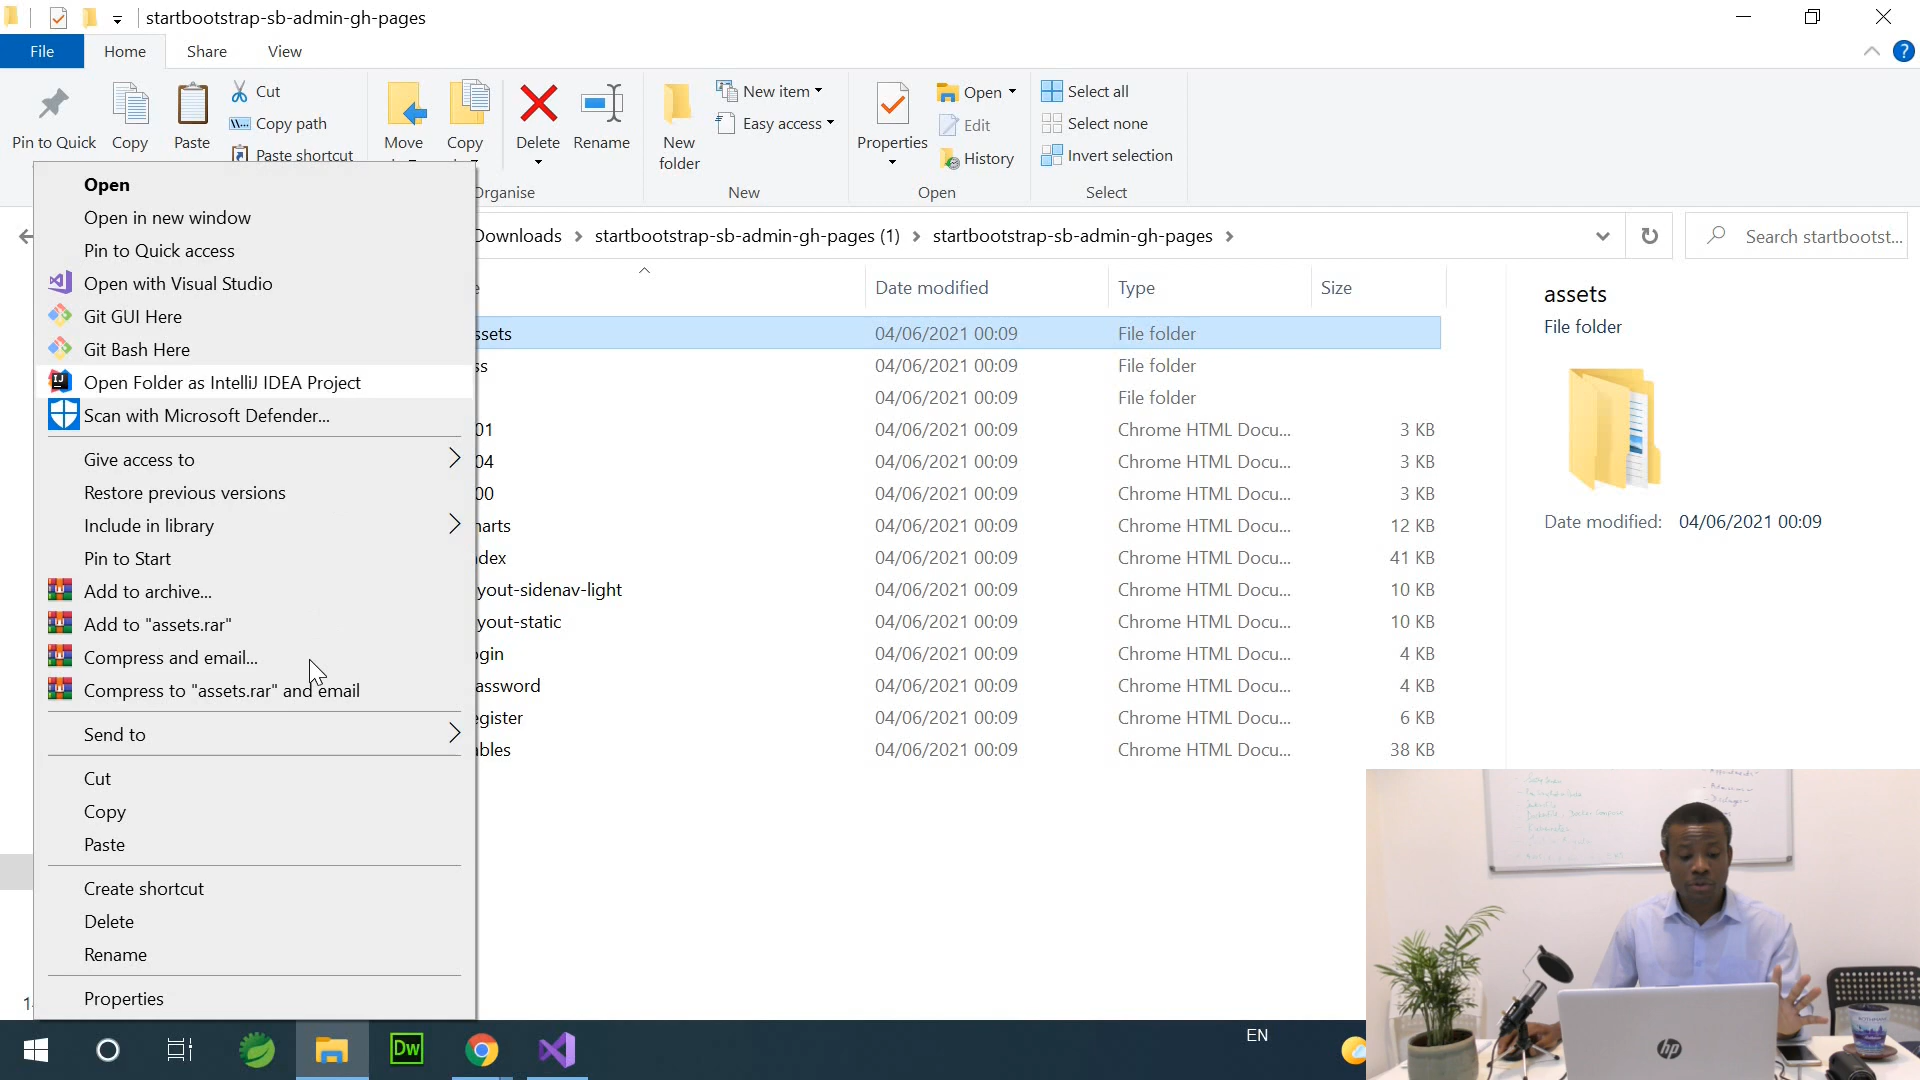 startbootstrap-sb-admin-gh-pages
File
Home
Share
View
Pin to Quick
Copy
Paste
Cut
Copy path
Paste shortcut
Move
Copy
Delete
Rename
Organise
New
folder
New item
Easy access
New
Properties
Open
Edit
History
Open
Select all
Select none
Invert selection
Select
Downloads
startbootstrap-sb-admin-gh-pages (1)
startbootstrap-sb-admin-gh-pages
Search startbootst...
Date modified
Type
Size
ssets 04/06/2021 00:09 File folder
ss 04/06/2021 00:09 File folder
04/06/2021 00:09 File folder
01 04/06/2021 00:09 Chrome HTML Docu... 3 KB
04 04/06/2021 00:09 Chrome HTML Docu... 3 KB
00 04/06/2021 00:09 Chrome HTML Docu... 3 KB
harts 04/06/2021 00:09 Chrome HTML Docu... 12 KB
dex 04/06/2021 00:09 Chrome HTML Docu... 41 KB
yout-sidenav-light 04/06/2021 00:09 Chrome HTML Docu... 10 KB
yout-static 04/06/2021 00:09 Chrome HTML Docu... 10 KB
gin 04/06/2021 00:09 Chrome HTML Docu... 4 KB
assword 04/06/2021 00:09 Chrome HTML Docu... 4 KB
egister 04/06/2021 00:09 Chrome HTML Docu... 6 KB
bles 04/06/2021 00:09 Chrome HTML Docu... 38 KB
assets
File folder
Date modified: 04/06/2021 00:09
Open
Open in new window
Pin to Quick access
Open with Visual Studio
Git GUI Here
Git Bash Here
Open Folder as IntelliJ IDEA Project
Scan with Microsoft Defender...
Give access to
Restore previous versions
Include in library
Pin to Start
Add to archive...
Add to "assets.rar"
Compress and email...
Compress to "assets.rar" and email
Send to
Cut
Copy
Paste
Create shortcut
Delete
Rename
Properties
Dw
EN
hp